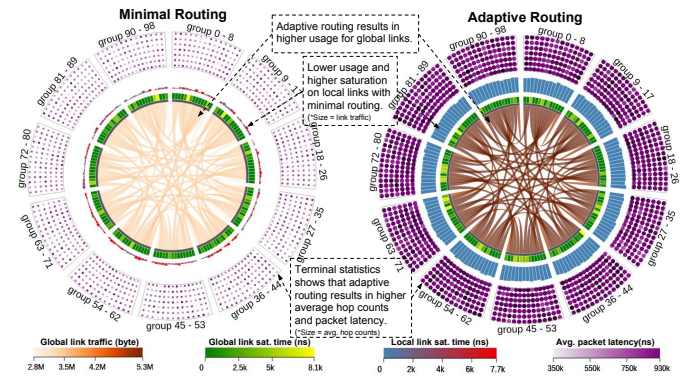 Minimal Routing
Adaptive Routing
Adaptive routing results in
higher usage for global links.
Lower usage and
higher saturation
on local links with
minimal routing.
(*Size = link traffic)
Terminal statistics
shows that adaptive
routing results in higher
average hop counts
and packet latency.
(*Size = avg. hop counts)
group 0 - 8
group 9 - 17
group 18 - 26
group 27 - 35
group 36 - 44
group 45 - 53
group 54 - 62
group 63 - 71
group 72 - 80
group 81 - 89
group 90 - 98
group 0 - 8
group 9 - 17
group 18 - 26
group 27 - 35
group 36 - 44
group 45 - 53
group 54 - 62
group 63 - 71
group 72 - 80
81 - 89
group 90 - 98
Global link traffic (byte)
2.8M 3.5M 4.2M 5.3M
Global link sat. time (ns)
0 2.5k 5k 8.1k
Local link sat. time (ns)
0 2k 4k 6k 7.7k
Avg. packet latency(ns)
350k 550k 750k 930k